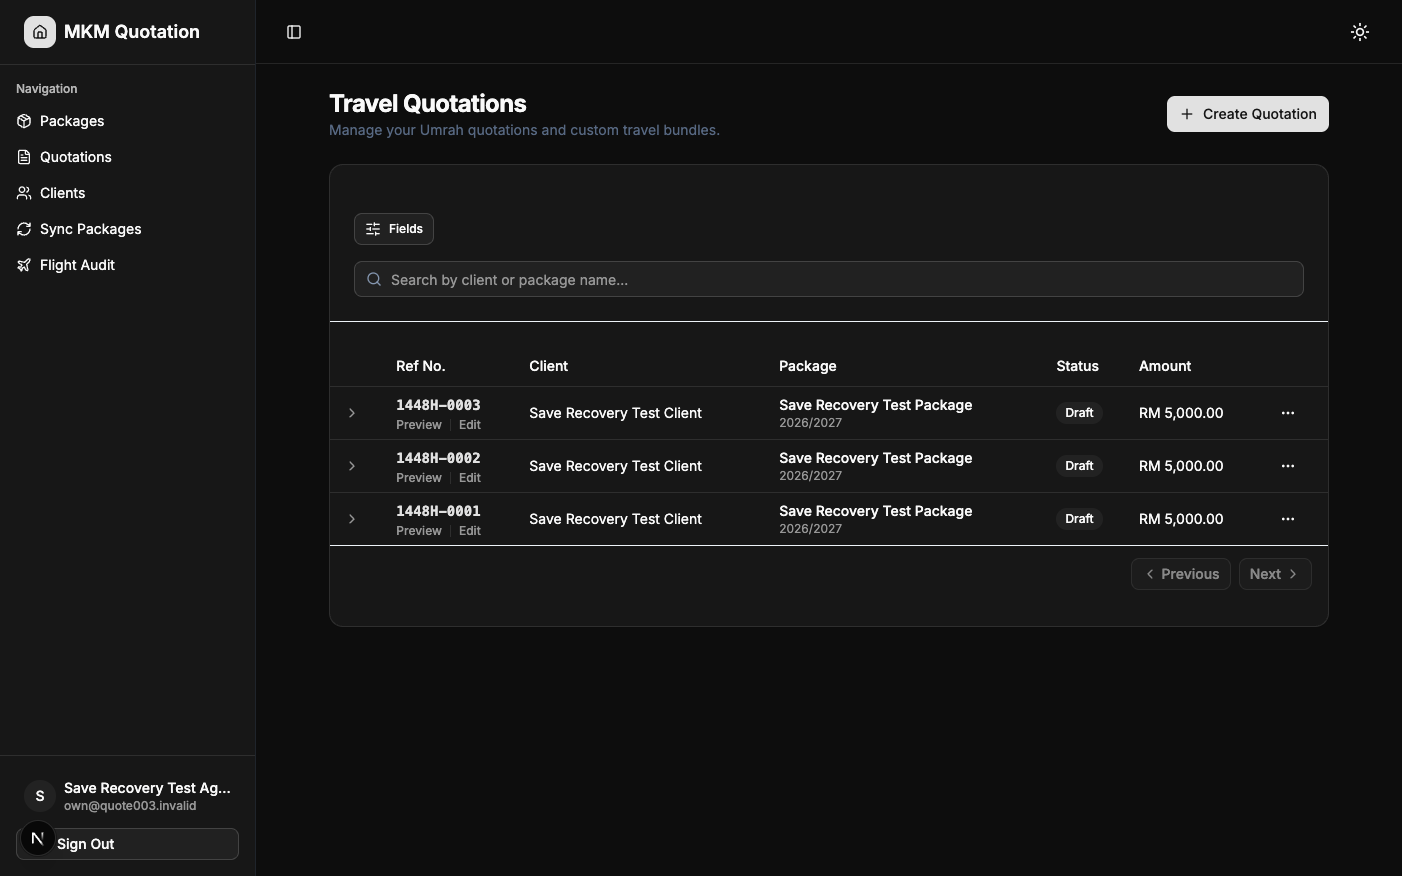 MKM Quotation
Navigation
Packages
Quotations
Clients
Sync Packages
Flight Audit
Save Recovery Test Ag...
S
own@quote003.invalid
N
Sign Out
Travel Quotations
Manage your Umrah quotations and custom travel bundles.
Create Quotation
Fields
Search by client or package name...
Ref No. Client Package Status Amount
1448H–0003 Save Recovery Test Client Save Recovery Test Package Draft RM 5,000.00
Preview Edit 2026/2027
1448H–0002 Save Recovery Test Client Save Recovery Test Package Draft RM 5,000.00
Preview Edit 2026/2027
1448H–0001 Save Recovery Test Client Save Recovery Test Package Draft RM 5,000.00
Preview Edit 2026/2027
Previous Next